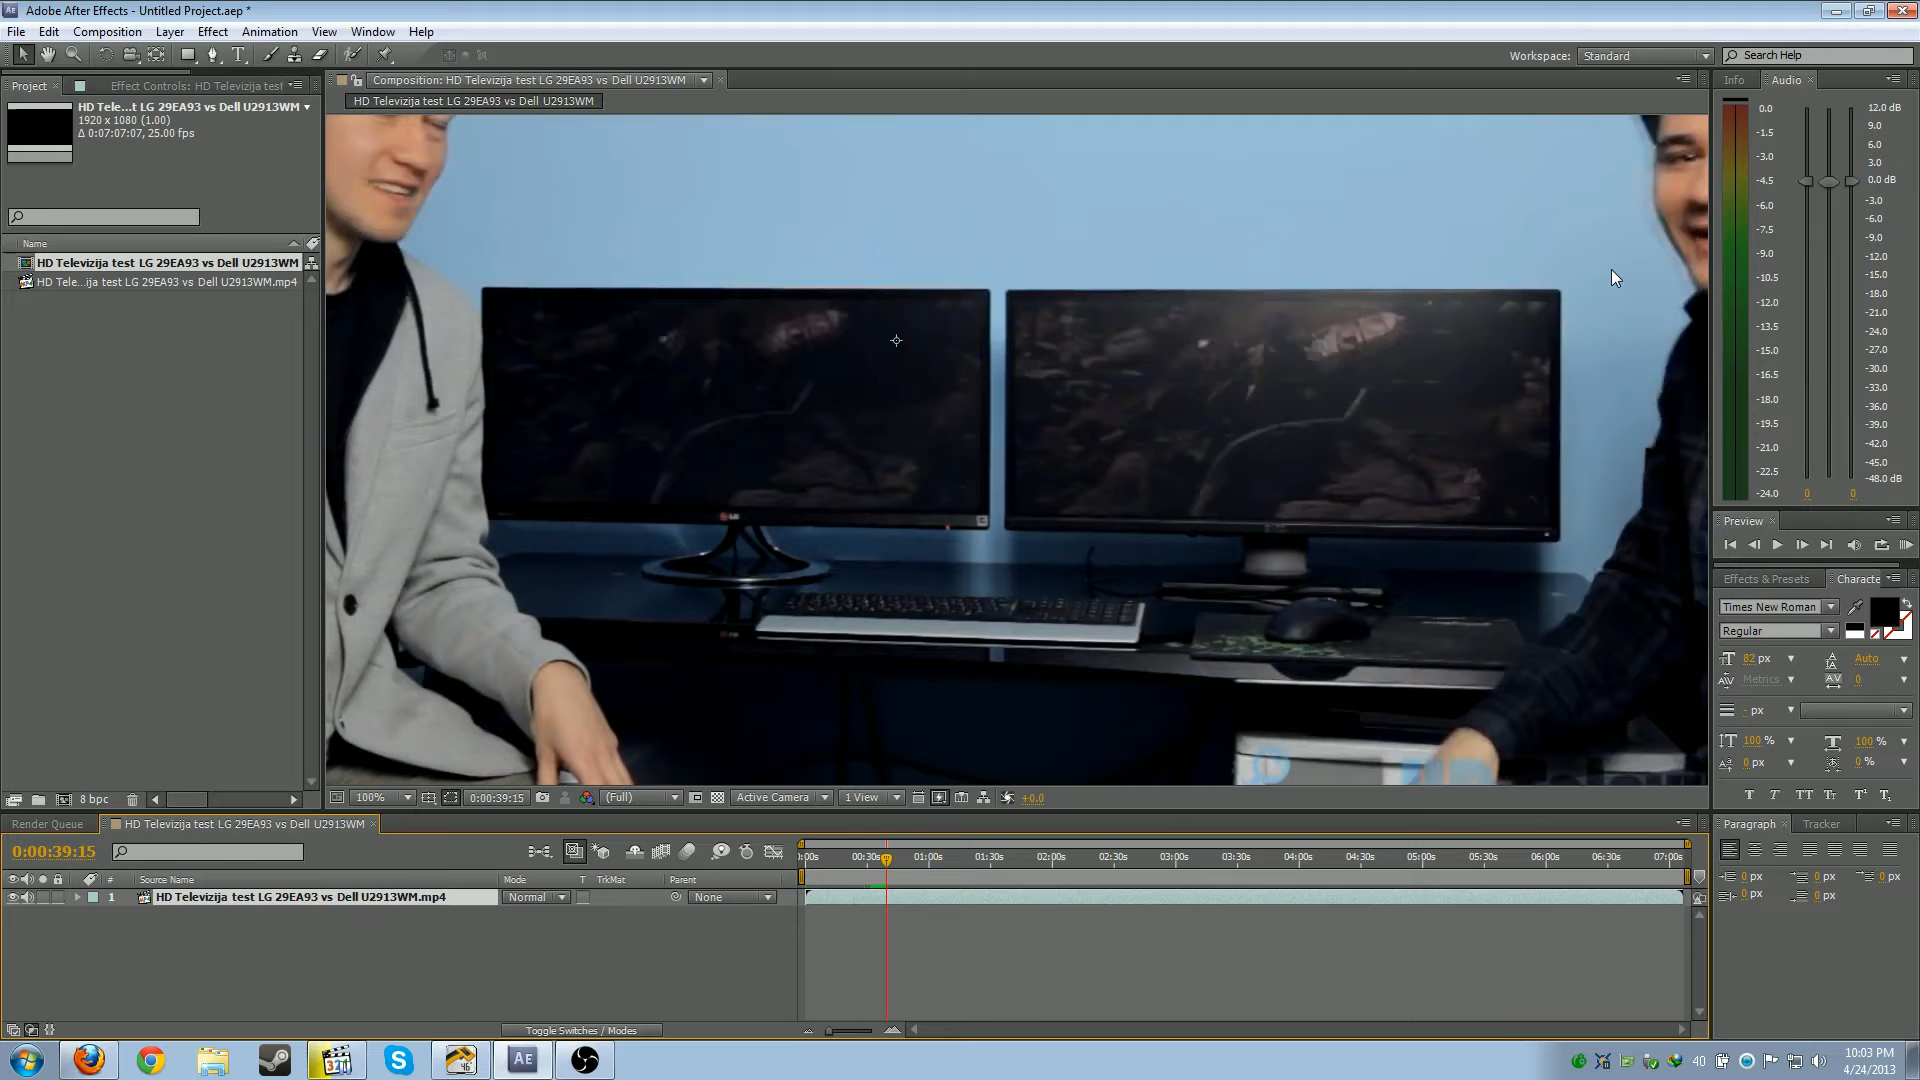 Adobe After Effects - Untitled Project.aep *
File Edit Composition Layer Effect Animation View Window Help
Workspace: Standard Search Help
Project Effect Controls: HD Televizija test
HD Tele...t LG 29EA93 vs Dell U2913WM
1920 x 1080 (1.00)
Δ 0:07:07:07, 25.00 fps
Name
HD Televizija test LG 29EA93 vs Dell U2913WM
HD Tele...ija test LG 29EA93 vs Dell U2913WM.mp4
8 bpc
Composition: HD Televizija test LG 29EA93 vs Dell U2913WM
HD Televizija test LG 29EA93 vs Dell U2913WM
LG
100% 0:00:39:15 (Full) Active Camera 1 View +0.0
Info Audio
0.0
-1.5
-3.0
-4.5
-6.0
-7.5
-9.0
-10.5
-12.0
-13.5
-15.0
-16.5
-18.0
-19.5
-21.0
-22.5
-24.0
12.0 dB
9.0
6.0
3.0
0.0 dB
-3.0
-6.0
-9.0
-12.0
-15.0
-18.0
-21.0
-24.0
-27.0
-30.0
-33.0
-36.0
-39.0
-42.0
-45.0
-48.0 dB
0 0
Preview
Effects & Presets Characte
Times New Roman
Regular
82 px Auto
Metrics 0
- px
100 % 100 %
0 px 0 %
T T TT Tt T¹ T₁
Paragraph Tracker
0 px 0 px 0 px
0 px 0 px
Render Queue HD Televizija test LG 29EA93 vs Dell U2913WM
0:00:39:15
):00s 00:30s 01:00s 01:30s 02:00s 02:30s 03:00s 03:30s 04:00s 04:30s 05:00s 05:30s 06:00s 06:30s 07:00s
# Source Name Mode T TrkMat Parent
1 HD Televizija test LG 29EA93 vs Dell U2913WM.mp4 Normal None
Toggle Switches / Modes
321 46 AE 40
10:03 PM
4/24/2013